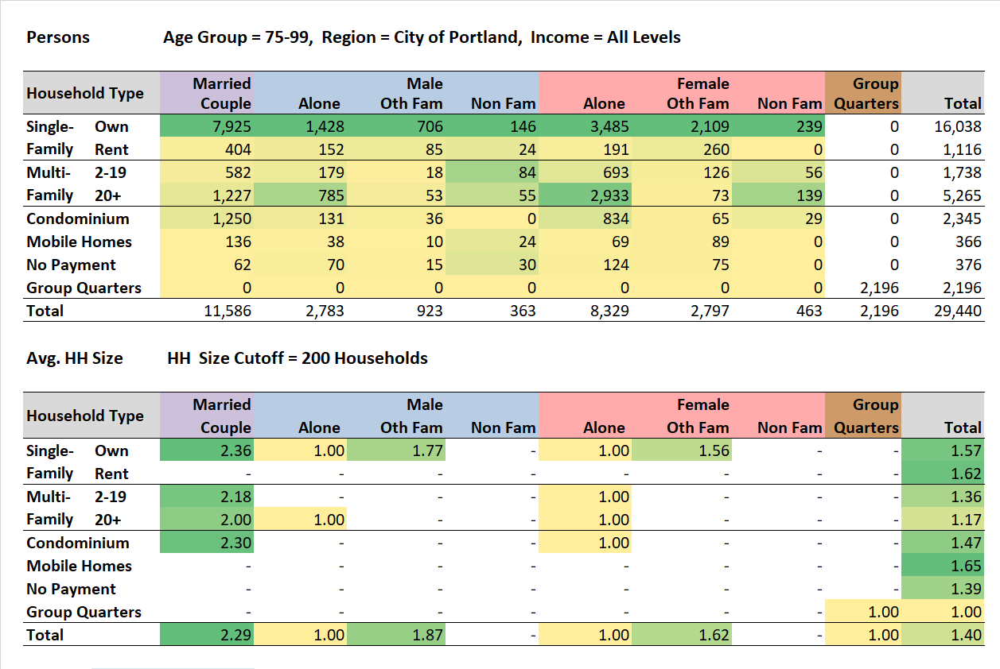 Persons Age Group = 75-99, Region = City of Portland, Income = All Levels
Household Type Married Couple Male Alone Oth Fam Non Fam Female Alone Oth Fam Non Fam Group Quarters Total
Single- Own 7,925 1,428 706 146 3,485 2,109 239 0 16,038
Family Rent 404 152 85 24 191 260 0 0 1,116
Multi- 2-19 582 179 18 84 693 126 56 0 1,738
Family 20+ 1,227 785 53 55 2,933 73 139 0 5,265
Condominium 1,250 131 36 0 834 65 29 0 2,345
Mobile Homes 136 38 10 24 69 89 0 0 366
No Payment 62 70 15 30 124 75 0 0 376
Group Quarters 0 0 0 0 0 0 0 2,196 2,196
Total 11,586 2,783 923 363 8,329 2,797 463 2,196 29,440
Avg. HH Size HH Size Cutoff = 200 Households
Household Type Married Couple Male Alone Oth Fam Non Fam Female Alone Oth Fam Non Fam Group Quarters Total
Single- Own 2.36 1.00 1.77 - 1.00 1.56 - - 1.57
Family Rent - - - - - - - - 1.62
Multi- 2-19 2.18 - - - 1.00 - - - 1.36
Family 20+ 2.00 1.00 - - 1.00 - - - 1.17
Condominium 2.30 - - - 1.00 - - - 1.47
Mobile Homes - - - - - - - - 1.65
No Payment - - - - - - - - 1.39
Group Quarters - - - - - - - 1.00 1.00
Total 2.29 1.00 1.87 - 1.00 1.62 - 1.00 1.40